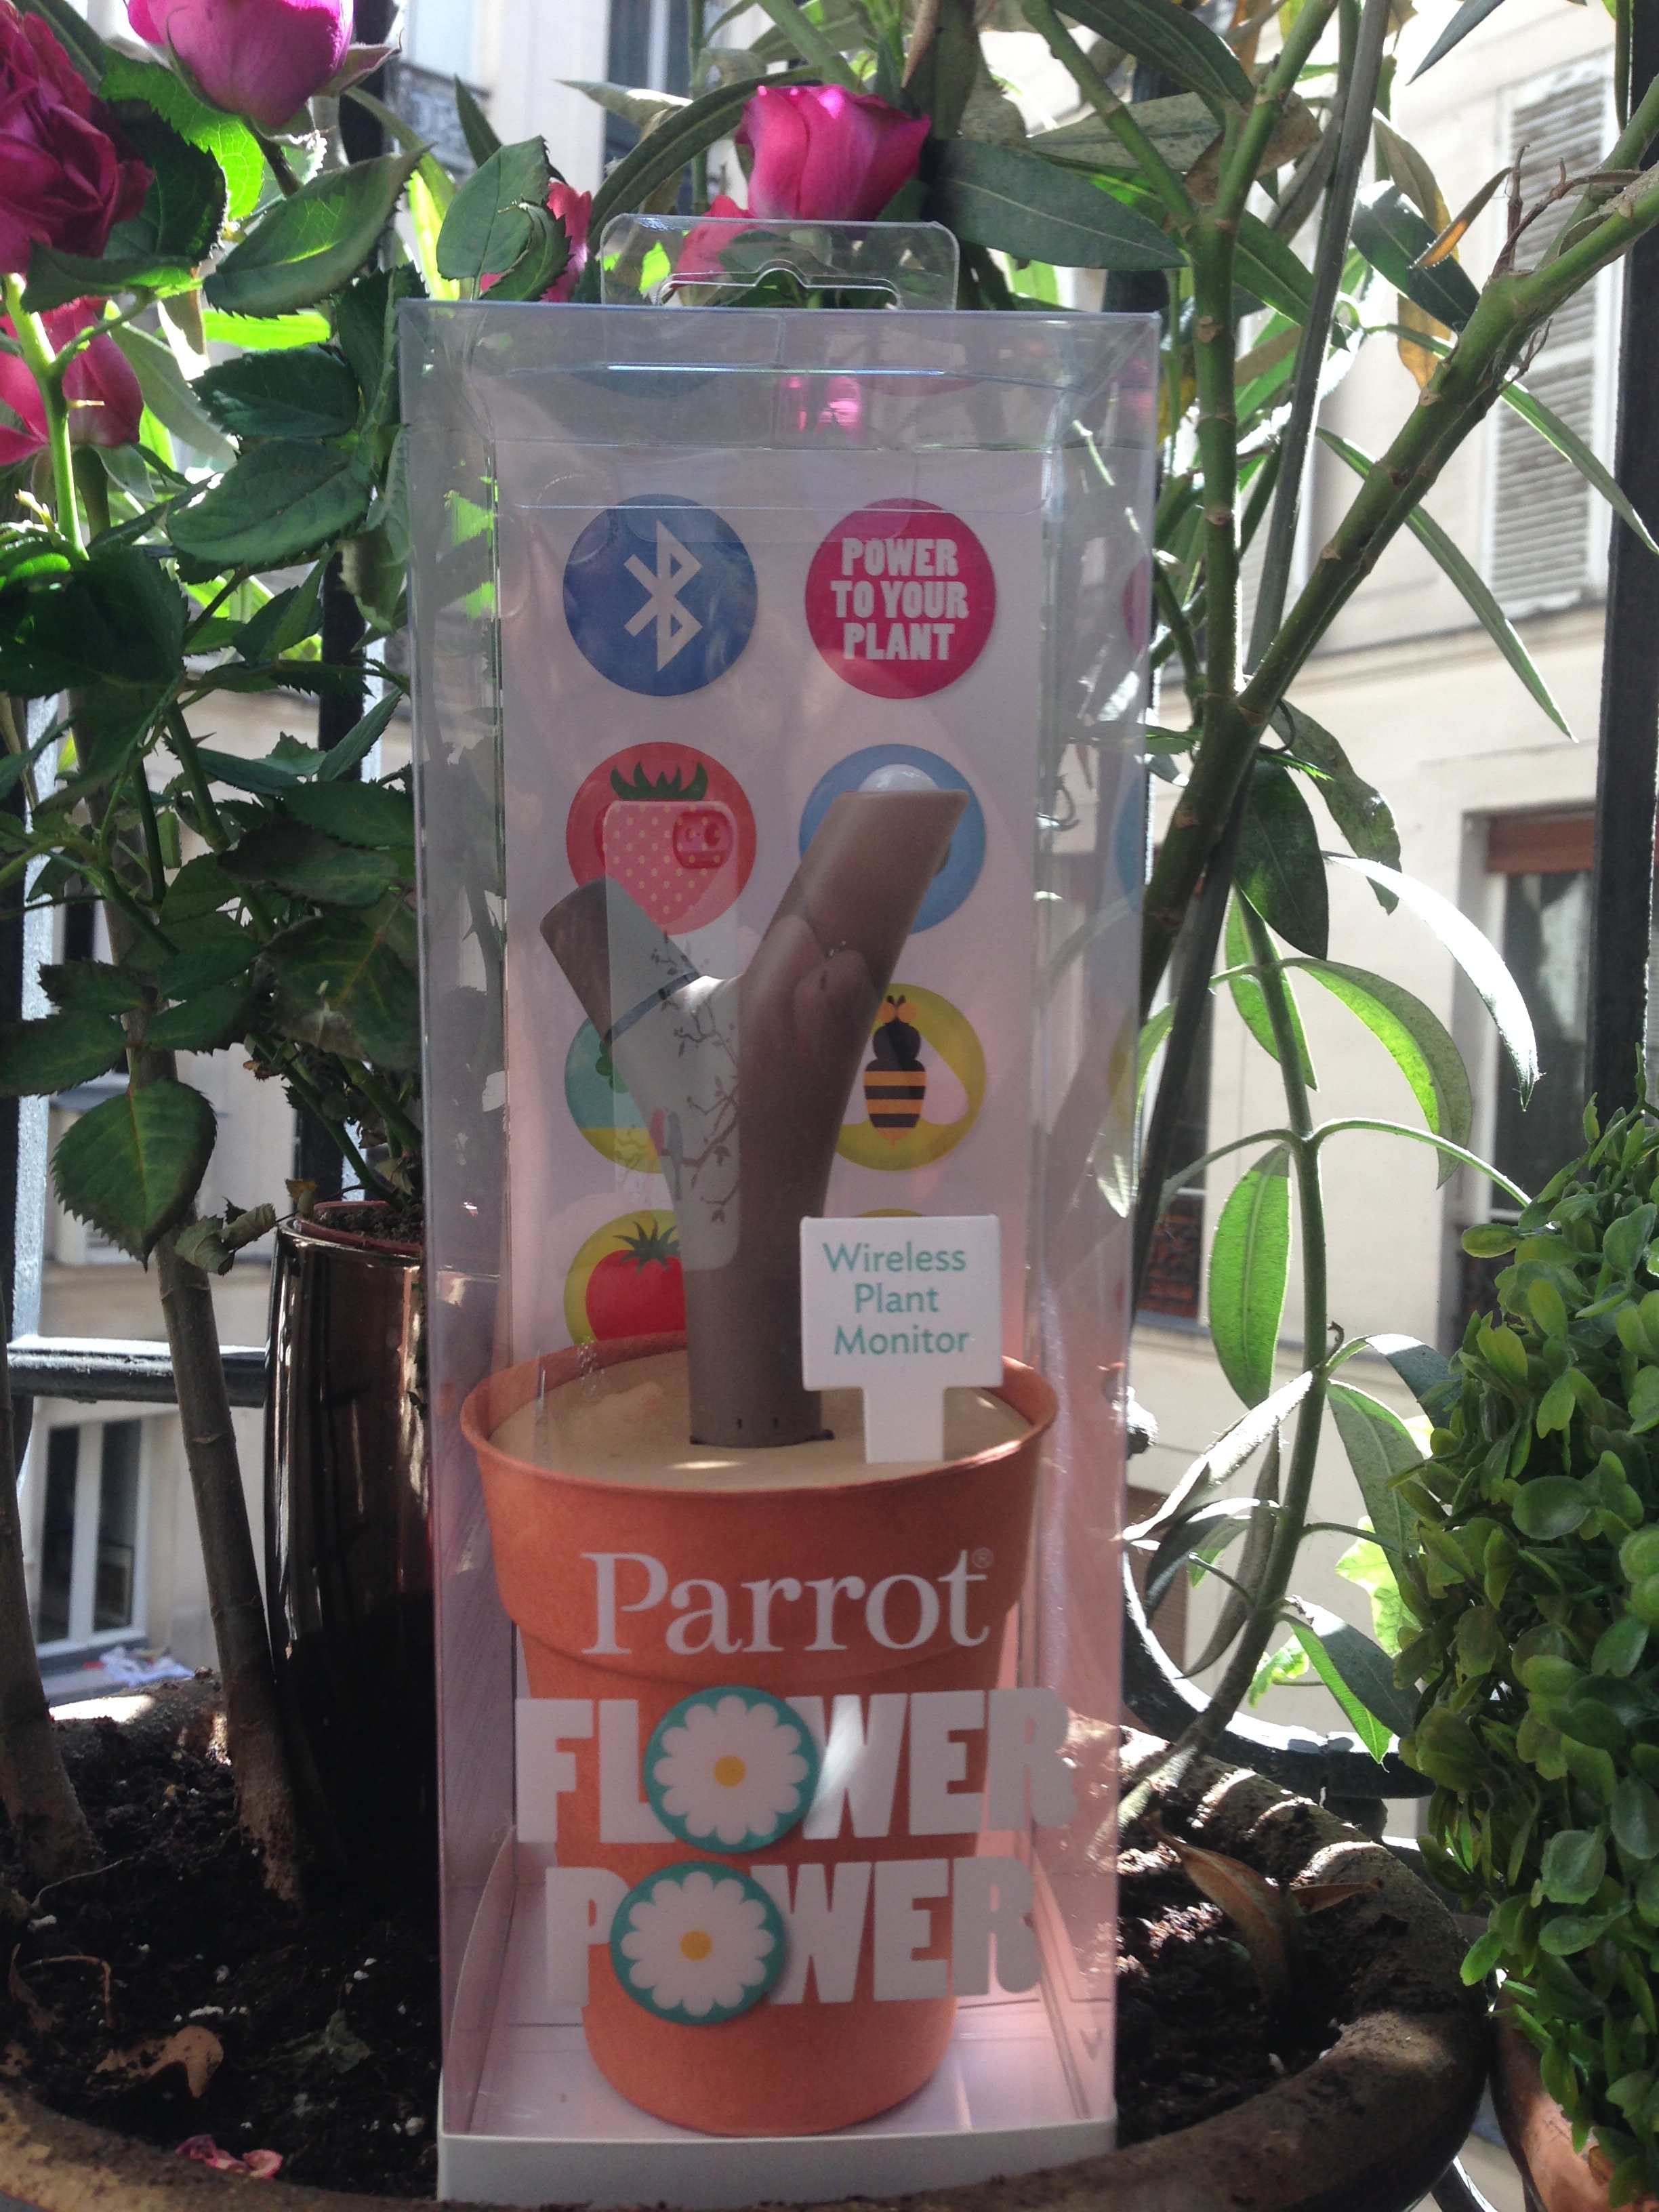 POWER
TO YOUR
PLANT
Wireless
Plant
Monitor
Parrot®
FLOWER
POWER